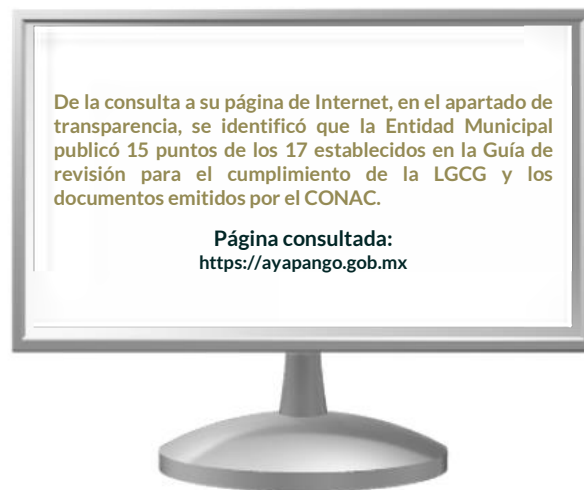 De la consulta a su página de Internet, en el apartado de
transparencia, se identificó que la Entidad Municipal
publicó 15 puntos de los 17 establecidos en la Guía de
revisión para el cumplimiento de la LGCG y los
documentos emitidos por el CONAC.
Página consultada:
https://ayapango.gob.mx